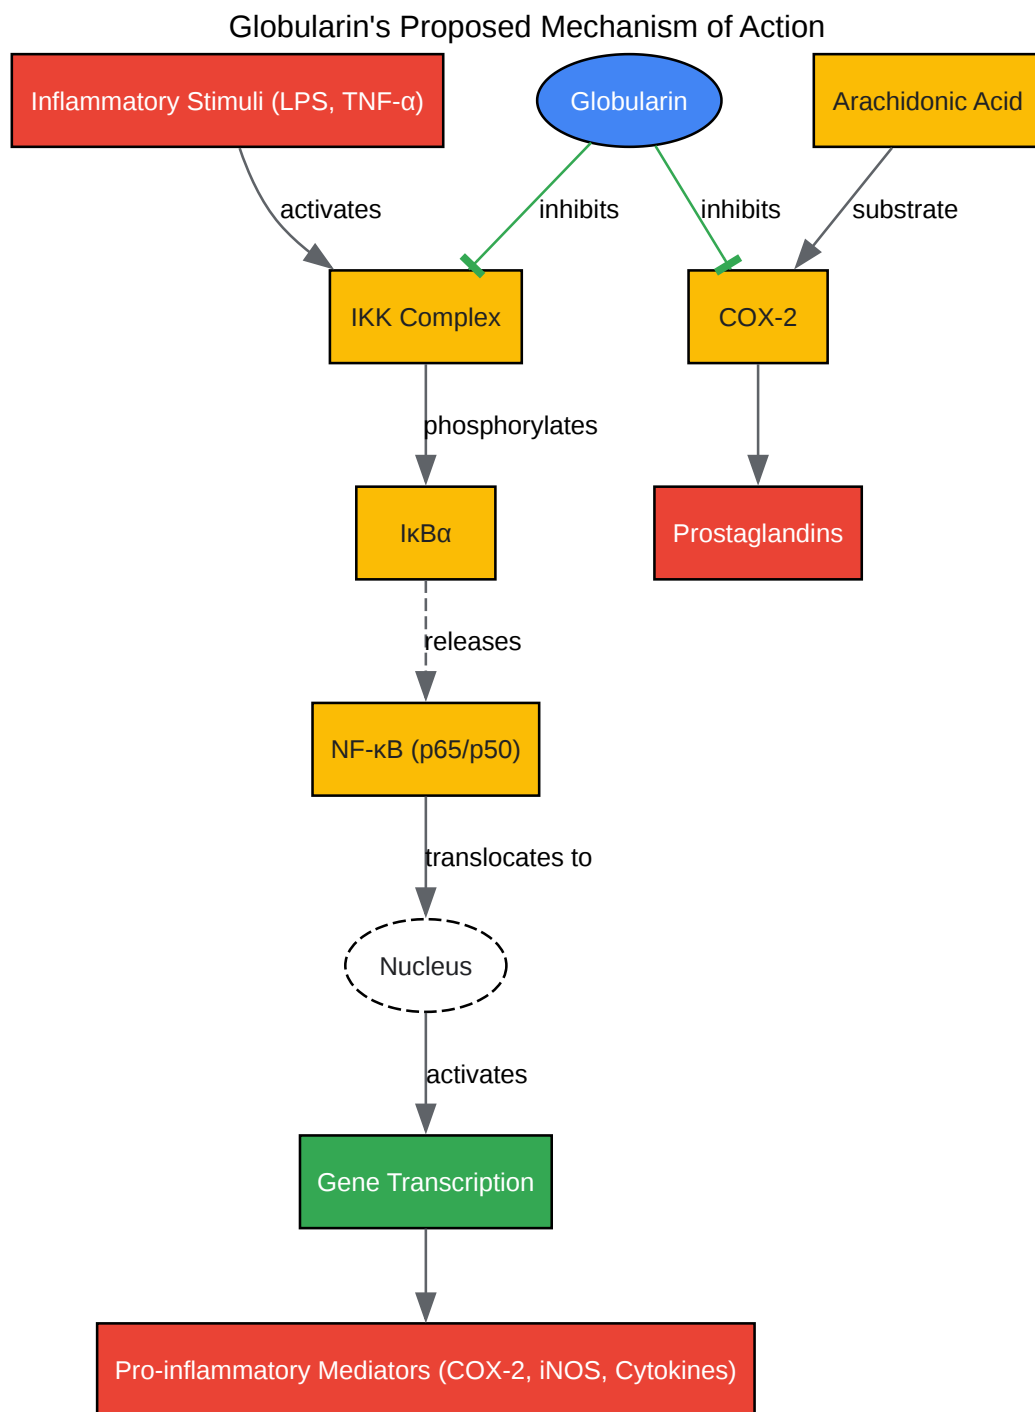 Globularin's Proposed Mechanism of Action
Inflammatory Stimuli (LPS, TNF-α)
Globularin
Arachidonic Acid
activates
inhibits
inhibits
substrate
IKK Complex
COX-2
phosphorylates
IκBα
Prostaglandins
releases
NF-κB (p65/p50)
translocates to
Nucleus
activates
Gene Transcription
Pro-inflammatory Mediators (COX-2, iNOS, Cytokines)